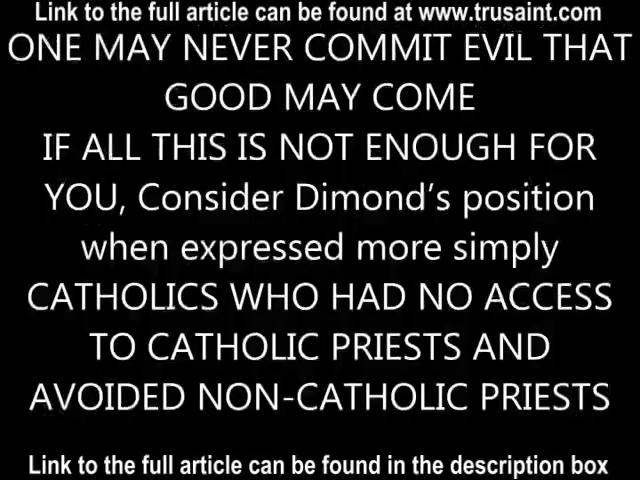 Link to the full article can be found at www.trusaint.com
ONE MAY NEVER COMMIT EVIL THAT
GOOD MAY COME
IF ALL THIS IS NOT ENOUGH FOR
YOU, Consider Dimond’s position
when expressed more simply
CATHOLICS WHO HAD NO ACCESS
TO CATHOLIC PRIESTS AND
AVOIDED NON-CATHOLIC PRIESTS
Link to the full article can be found in the description box